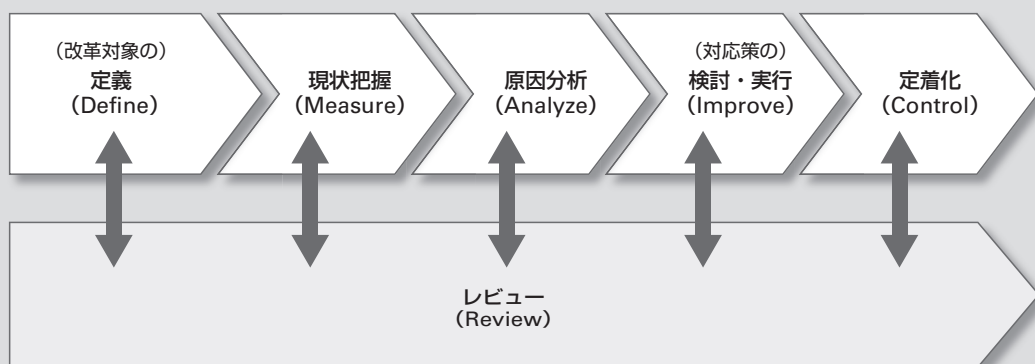 （改革対象の）
定義
（Define）
現状把握
（Measure）
原因分析
（Analyze）
（対応策の）
検討・実行
（Improve）
定着化
（Control）
レビュー
（Review）